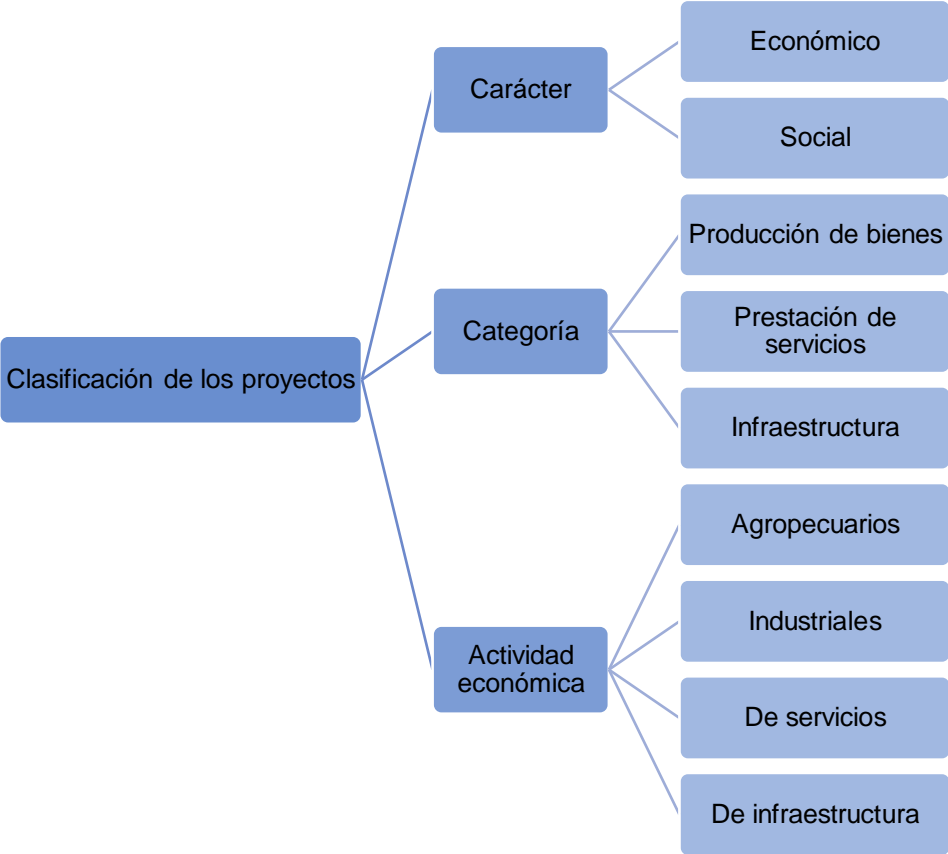 Clasificación de los proyectos
Carácter
Económico
Social
Categoría
Producción de bienes
Prestación de
servicios
Infraestructura
Actividad
económica
Agropecuarios
Industriales
De servicios
De infraestructura